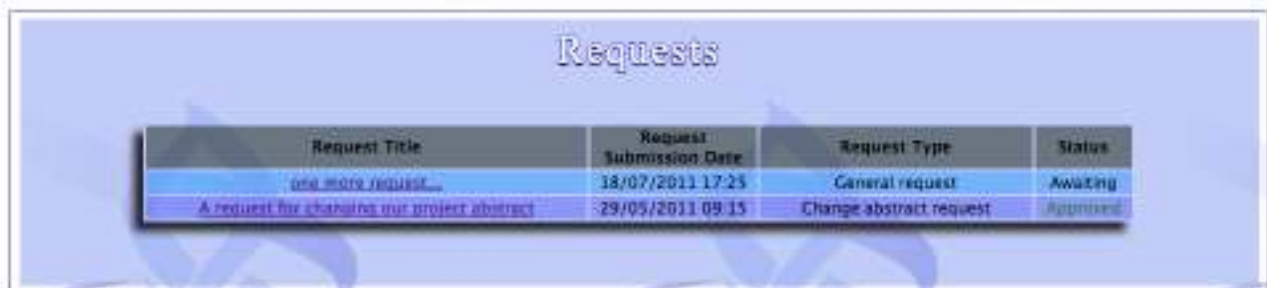 Requests
Request Title
Request
Submission Date
Request Type
Status
one more request...
18/07/2011 17:25
General request
Awaiting
A request for changing our project abstract
29/05/2011 09:15
Change abstract request
Approved